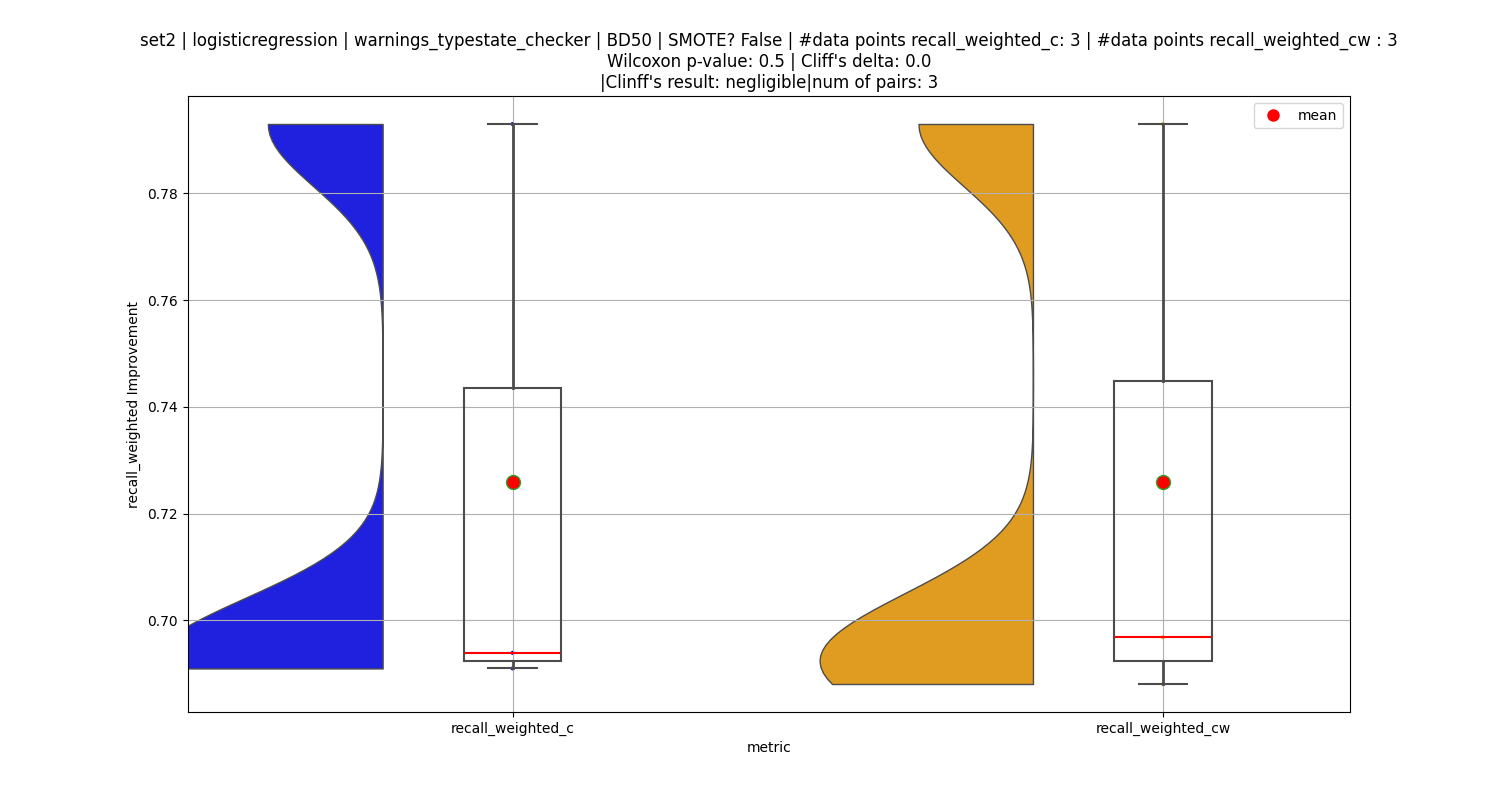 set2 | logisticregression | warnings_typestate_checker | BD50 | SMOTE? False | #data points recall_weighted_c: 3 | #data points recall_weighted_cw : 3
Wilcoxon p-value: 0.5 | Cliff's delta: 0.0
|Clinff's result: negligible|num of pairs: 3
mean
0.78
0.76
0.74
0.72
0.70
recall_weighted Improvement
recall_weighted_c
recall_weighted_cw
metric